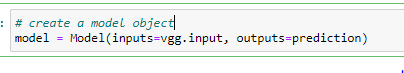 # create a model object
model = Model(inputs=vgg.input, outputs=prediction)